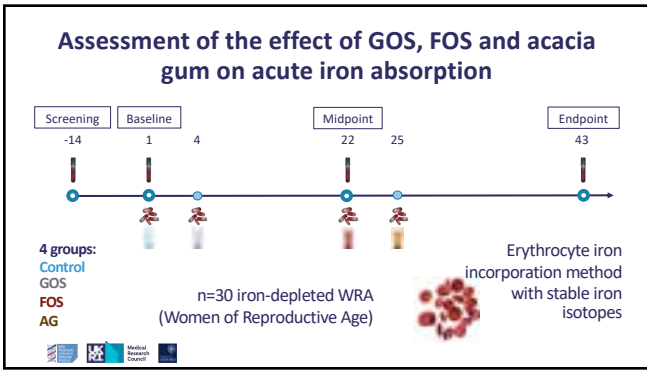 Assessment of the effect of GOS, FOS and acacia
gum on acute iron absorption
Screening Baseline Midpoint Endpoint
-14 1 4 22 25 43
4 groups:
Control
GOS
FOS
AG
n=30 iron-depleted WRA
(Women of Reproductive Age)
Erythrocyte iron
incorporation method
with stable iron
isotopes
Medical
Research
Council